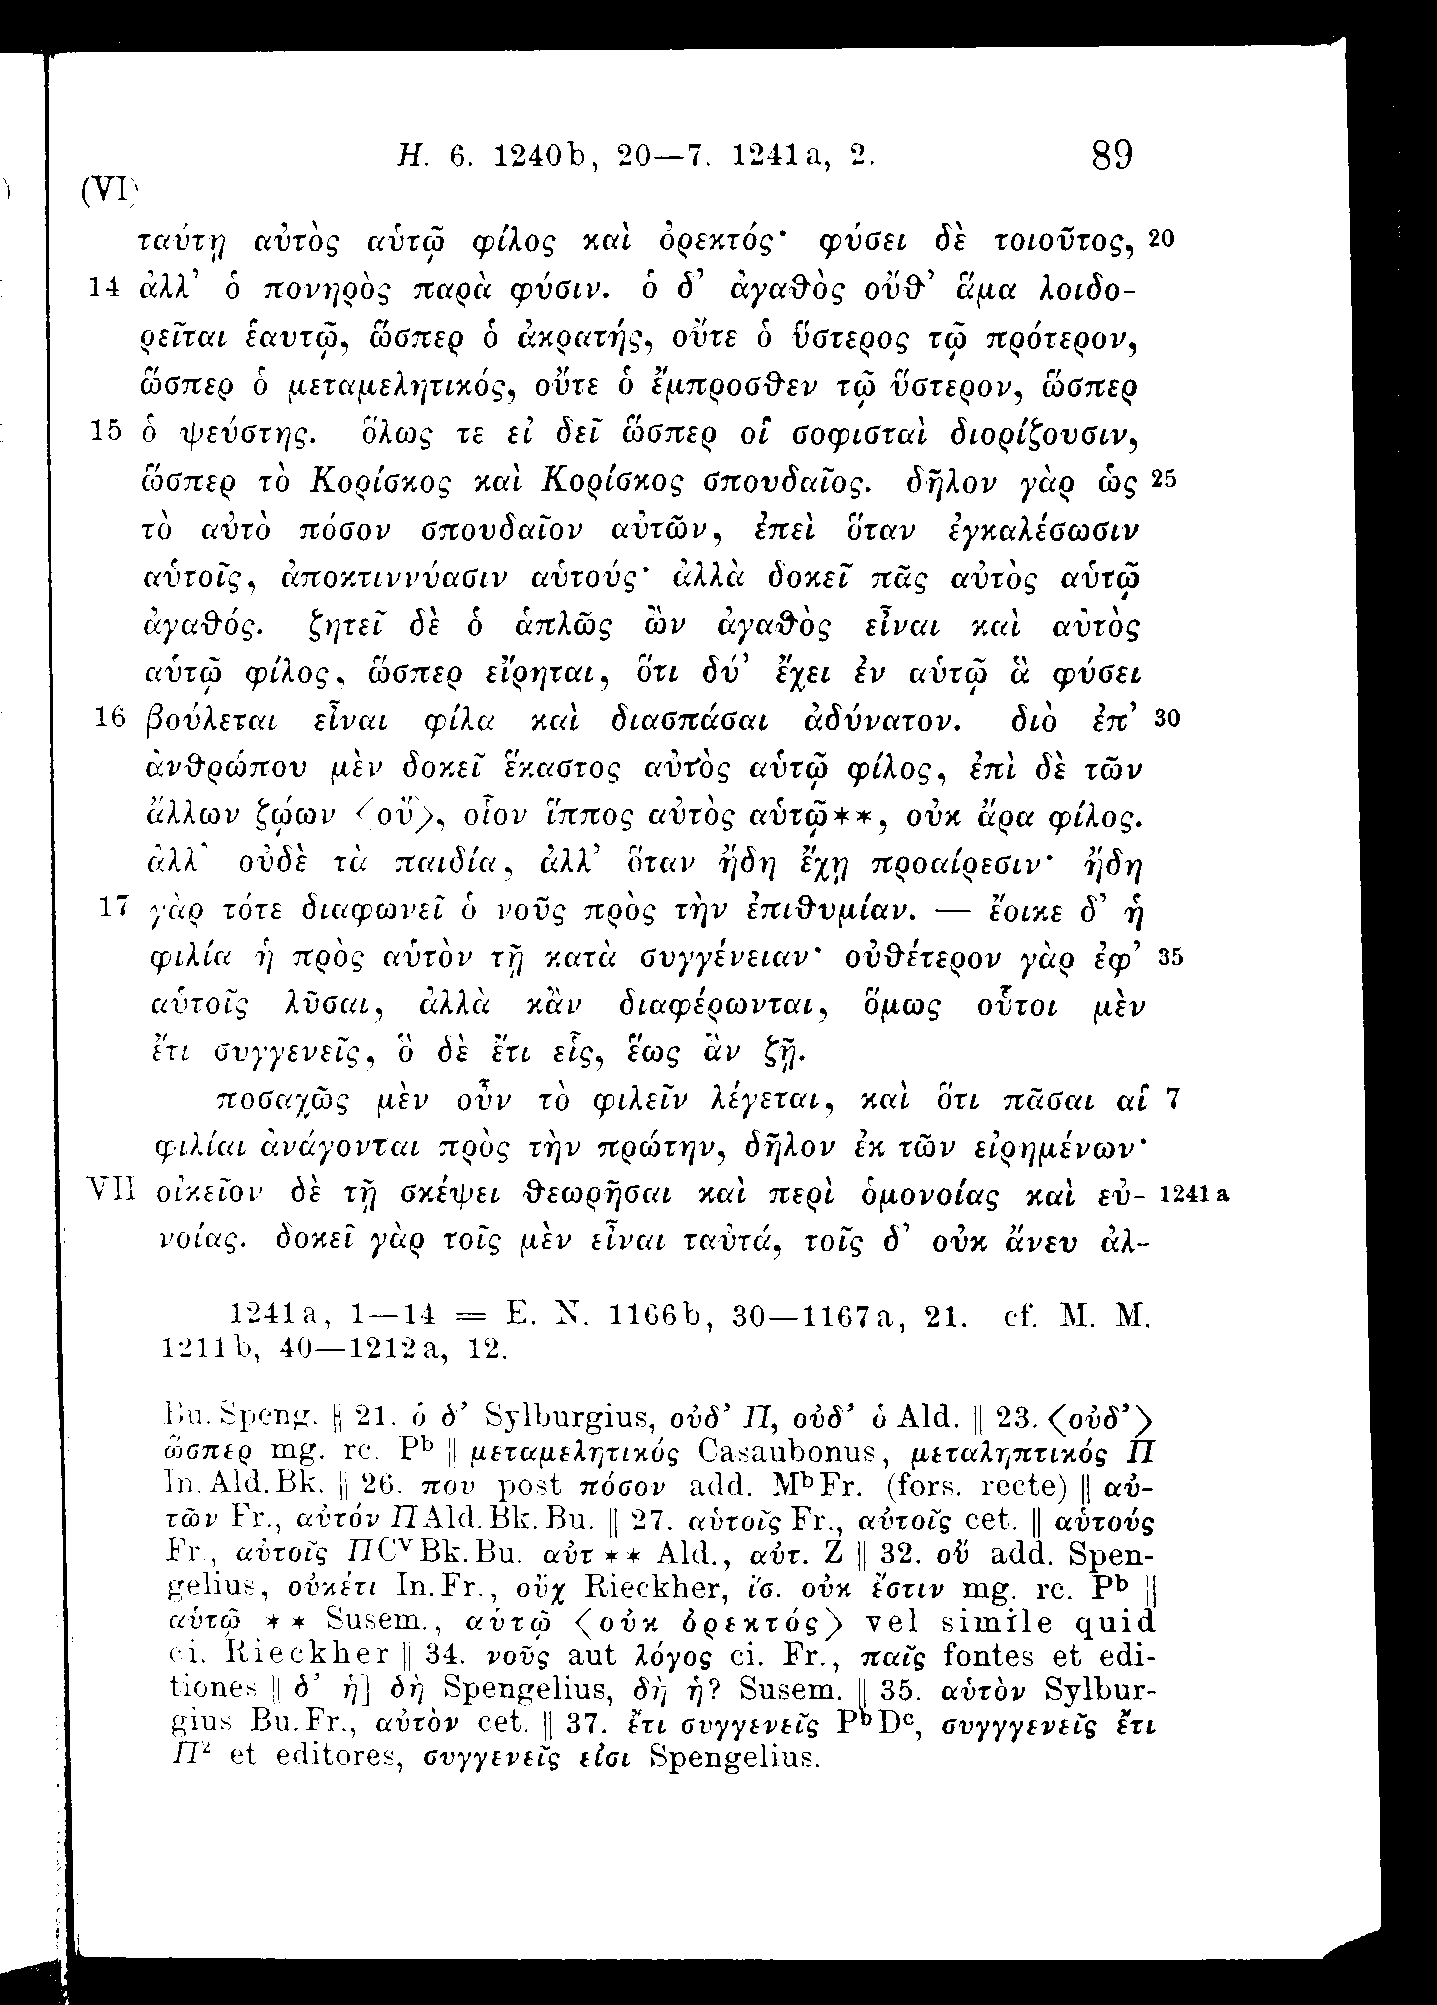 H. 6. 1240b, 20—7. 1241a, 2. 89
(VI)
ταύτῃ αὐτὸς αὑτῷ φίλος καὶ ὀρεκτός· φύσει δὲ τοιοῦτος, 20
14 ἀλλ’ ὁ πονηρὸς παρὰ φύσιν. ὁ δ’ ἀγαθὸς οὔθ’ ἅμα λοιδο-
ρεῖται ἑαυτῷ, ὥσπερ ὁ ἀκρατής, οὔτε ὁ ὕστερος τῷ πρότερον,
ὥσπερ ὁ μεταμελητικός, οὔτε ὁ ἔμπροσθεν τῷ ὕστερον, ὥσπερ
15 ὁ ψεύστης. ὅλως τε εἰ δεῖ ὥσπερ οἱ σοφισταὶ διορίζουσιν,
ὥσπερ τὸ Κορίσκος καὶ Κορίσκος σπουδαῖος. δῆλον γὰρ ὡς 25
τὸ αὐτὸ πόσον σπουδαῖον αὐτῶν, ἐπεὶ ὅταν ἐγκαλέσωσιν
αὑτοῖς, ἀποκτιννύασιν αὑτούς· ἀλλὰ δοκεῖ πᾶς αὐτὸς αὑτῷ
ἀγαθός. ζητεῖ δὲ ὁ ἁπλῶς ὢν ἀγαθὸς εἶναι καὶ αὐτὸς
αὑτῷ φίλος, ὥσπερ εἴρηται, ὅτι δύ’ ἔχει ἐν αὑτῷ ἃ φύσει
16 βούλεται εἶναι φίλα καὶ διασπάσαι ἀδύνατον. διὸ ἐπ’ 30
ἀνθρώπου μὲν δοκεῖ ἕκαστος αὐτὸς αὑτῷ φίλος, ἐπὶ δὲ τῶν
ἄλλων ζῴων <οὔ>, οἷον ἵππος αὐτὸς αὑτῷ**, οὐκ ἄρα φίλος.
ἀλλ’ οὐδὲ τὰ παιδία, ἀλλ’ ὅταν ἤδη ἔχῃ προαίρεσιν· ἤδη
17 γὰρ τότε διαφωνεῖ ὁ νοῦς πρὸς τὴν ἐπιθυμίαν. — ἔοικε δ’ ἡ
φιλία ἡ πρὸς αὑτὸν τῇ κατὰ συγγένειαν· οὐθέτερον γὰρ ἐφ’ 35
αὑτοῖς λῦσαι, ἀλλὰ κἂν διαφέρωνται, ὅμως οὗτοι μὲν
ἔτι συγγενεῖς, ὃ δὲ ἔτι εἷς, ἕως ἂν ζῇ.
ποσαχῶς μὲν οὖν τὸ φιλεῖν λέγεται, καὶ ὅτι πᾶσαι αἱ 7
φιλίαι ἀνάγονται πρὸς τὴν πρώτην, δῆλον ἐκ τῶν εἰρημένων·
VII οἰκεῖον δὲ τῇ σκέψει θεωρῆσαι καὶ περὶ ὁμονοίας καὶ εὐ- 1241a
νοίας. δοκεῖ γὰρ τοῖς μὲν εἶναι ταὐτά, τοῖς δ’ οὐκ ἄνευ ἀλ-
1241a, 1—14 = E. N. 1166b, 30—1167a, 21. cf. M. M.
1211b, 40—1212a, 12.
Bu. Speng. || 21. ὁ δ’ Sylburgius, οὐδ’ Π, οὐδ’ ὁ Ald. || 23. <οὐδ’>
ὥσπερ mg. rc. Pᵇ || μεταμελητικός Casaubonus, μεταληπτικός Π
In. Ald. Bk. || 26. που post πόσον add. MᵇFr. (fors. recte) || αὑ-
τῶν Fr., αὐτόν ΠAld. Bk. Bu. || 27. αὑτοῖς Fr., αὐτοῖς cet. || αὑτούς
Fr., αὐτοῖς ΠCᵛBk. Bu. αὐτ ** Ald., αὐτ. Z || 32. οὔ add. Spen-
gelius, οὐκέτι In. Fr., οὔχ Rieckher, ἴσ. οὐκ ἔστιν mg. rc. Pᵇ ||
αὑτῷ ** Susem., αὑτῷ <οὐκ ὀρεκτός> vel simile quid
ci. Rieckher || 34. νοῦς aut λόγος ci. Fr., παῖς fontes et edi-
tiones || δ’ ἡ] δὴ Spengelius, δὴ ἡ? Susem. || 35. αὑτὸν Sylbur-
gius Bu. Fr., αὐτὸν cet. || 37. ἔτι συγγενεῖς PᵇDᶜ, συγγγενεῖς ἔτι
Π² et editores, συγγενεῖς εἰσι Spengelius.